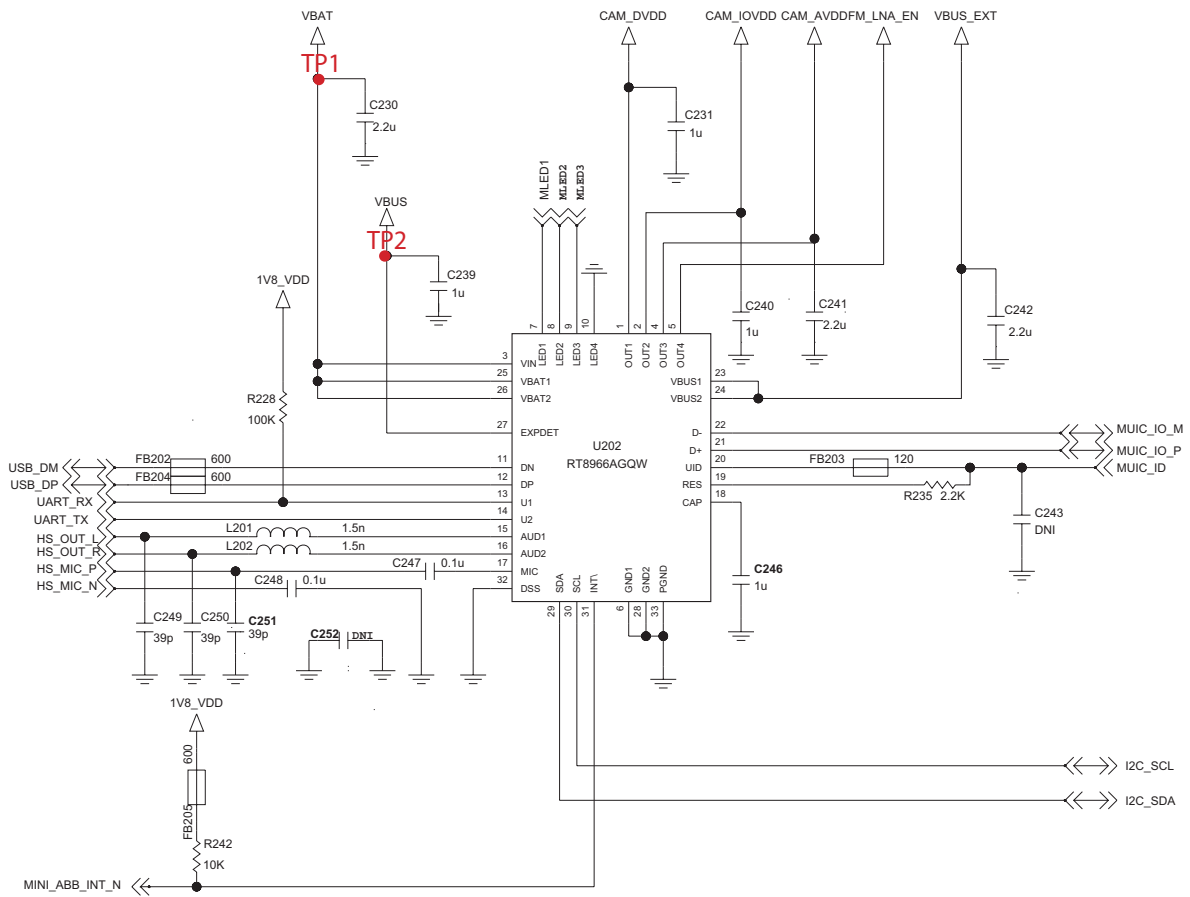 VBAT
CAM_DVDD
CAM_IOVDD
CAM_AVDD
FM_LNA_EN
VBUS_EXT
TP1
C230
2.2u
C231
1u
MLED1
MLED2
MLED3
VBUS
TP2
C239
1u
1V8_VDD
C240
1u
C241
2.2u
C242
2.2u
7
8
9
10
1
2
4
5
LED1
LED2
LED3
LED4
OUT1
OUT2
OUT3
OUT4
3
VIN
25
VBAT1
26
VBAT2
27
EXPDET
VBUS1
23
VBUS2
24
R228
100K
U202
RT8966AGQW
D-
22
MUIC_IO_M
D+
21
MUIC_IO_P
UID
20
FB203
120
MUIC_ID
RES
19
R235
2.2K
CAP
18
C243
DNI
USB_DM
FB202
600
11
DN
USB_DP
FB204
600
12
DP
UART_RX
13
U1
UART_TX
14
U2
HS_OUT_L
L201
1.5n
15
AUD1
HS_OUT_R
L202
1.5n
16
AUD2
HS_MIC_P
C247
0.1u
17
MIC
HS_MIC_N
C248
0.1u
32
DSS
SDA
SCL
INT\
GND1
GND2
PGND
29
30
31
6
28
33
C246
1u
C249
39p
C250
39p
C251
39p
C252
DNI
1V8_VDD
600
FB205
R242
10K
I2C_SCL
I2C_SDA
MINI_ABB_INT_N